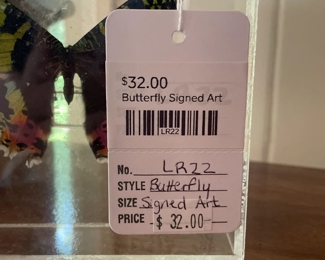 $32.00
Butterfly Signed Art
LR22
No. LR22
STYLE Butterfly
SIZE Signed Art
PRICE $32.00